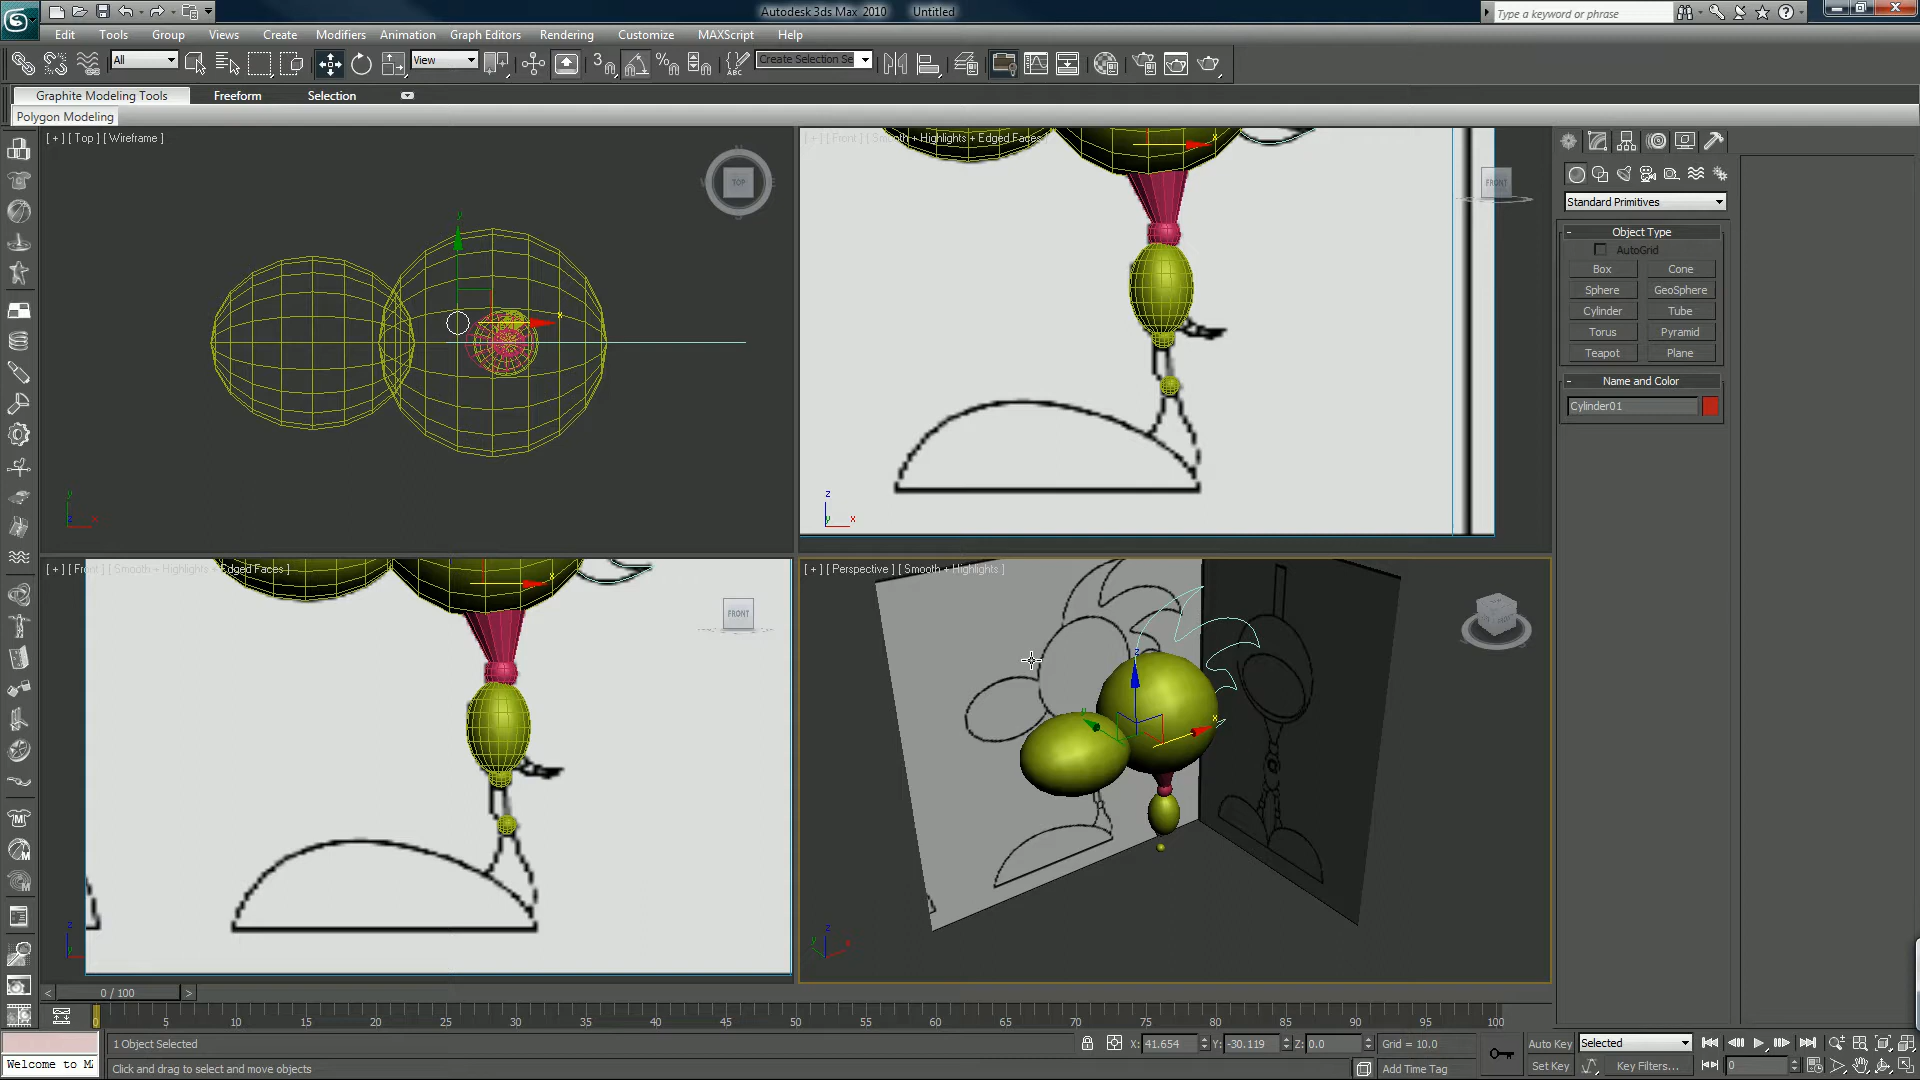 Autodesk 3ds Max 2010 Untitled
Type a keyword or phrase
Edit Tools Group Views Create Modifiers Animation Graph Editors Rendering Customize MAXScript Help
All View Create Selection Se
Graphite Modeling Tools Freeform Selection
Polygon Modeling
[ + ] [ Top ] [ Wireframe ]
TOP
[ + ] [ Front ] [ Smooth + Highlights + Edged Faces ]
FRONT
Standard Primitives
- Object Type
AutoGrid
Box Cone
Sphere GeoSphere
Cylinder Tube
Torus Pyramid
Teapot Plane
- Name and Color
Cylinder01
[ + ] [ Front ] [ Smooth + Highlights + Edged Faces ]
FRONT
[ + ] [ Perspective ] [ Smooth + Highlights ]
< 0 / 100 >
0 5 10 15 20 25 30 35 40 45 50 55 60 65 70 75 80 85 90 95 100
1 Object Selected X: 41.654 Y: -30.119 Z: 0.0 Grid = 10.0 Auto Key Selected
Welcome to M Click and drag to select and move objects Add Time Tag Set Key Key Filters... 0